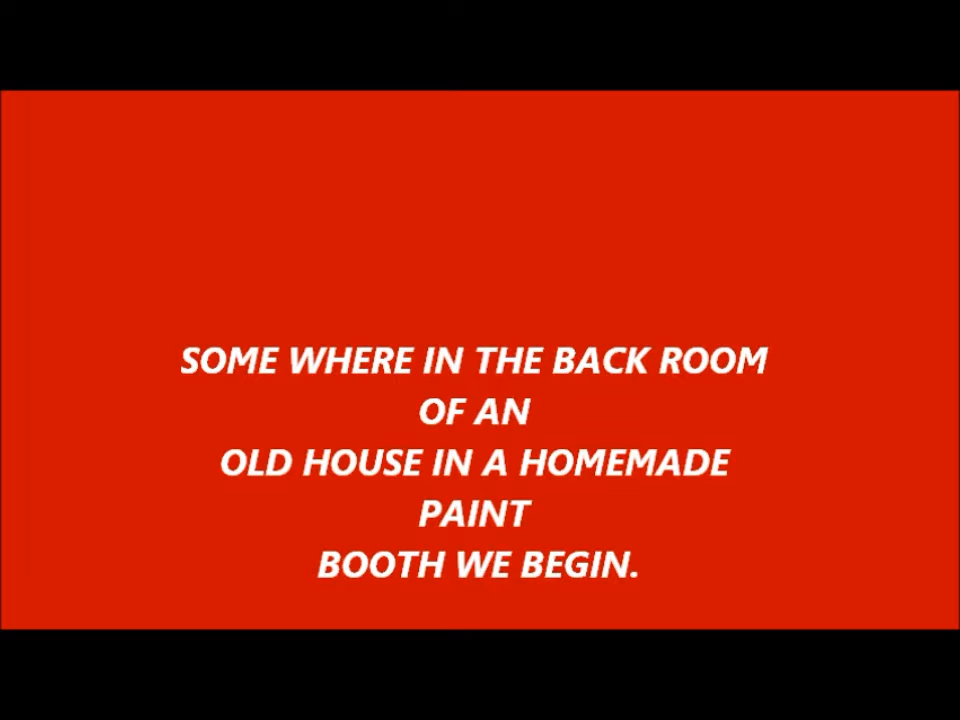 SOME WHERE IN THE BACK ROOM
OF AN
OLD HOUSE IN A HOMEMADE
PAINT
BOOTH WE BEGIN.